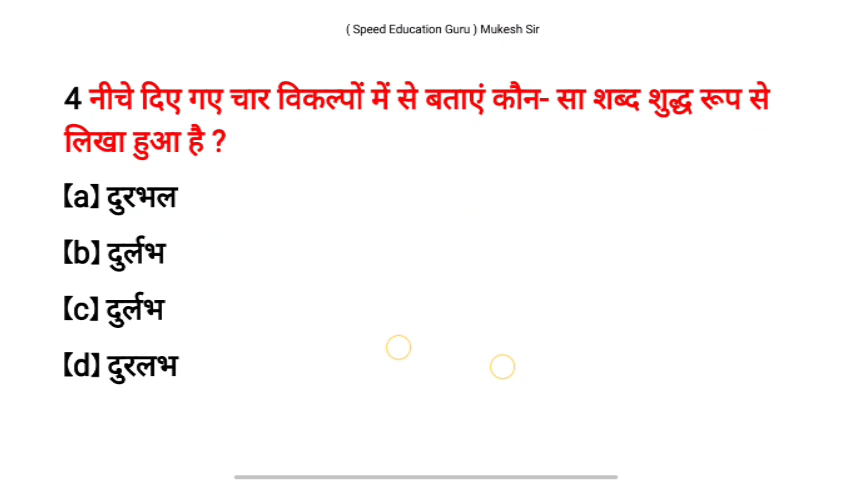 ( Speed Education Guru ) Mukesh Sir
4 नीचे दिए गए चार विकल्पों में से बताएं कौन- सा शब्द शुद्ध रूप से
लिखा हुआ है ?
【a】 दुरभल
【b】 दुर्लभ
【c】 दुर्लभ
【d】 दुरलभ